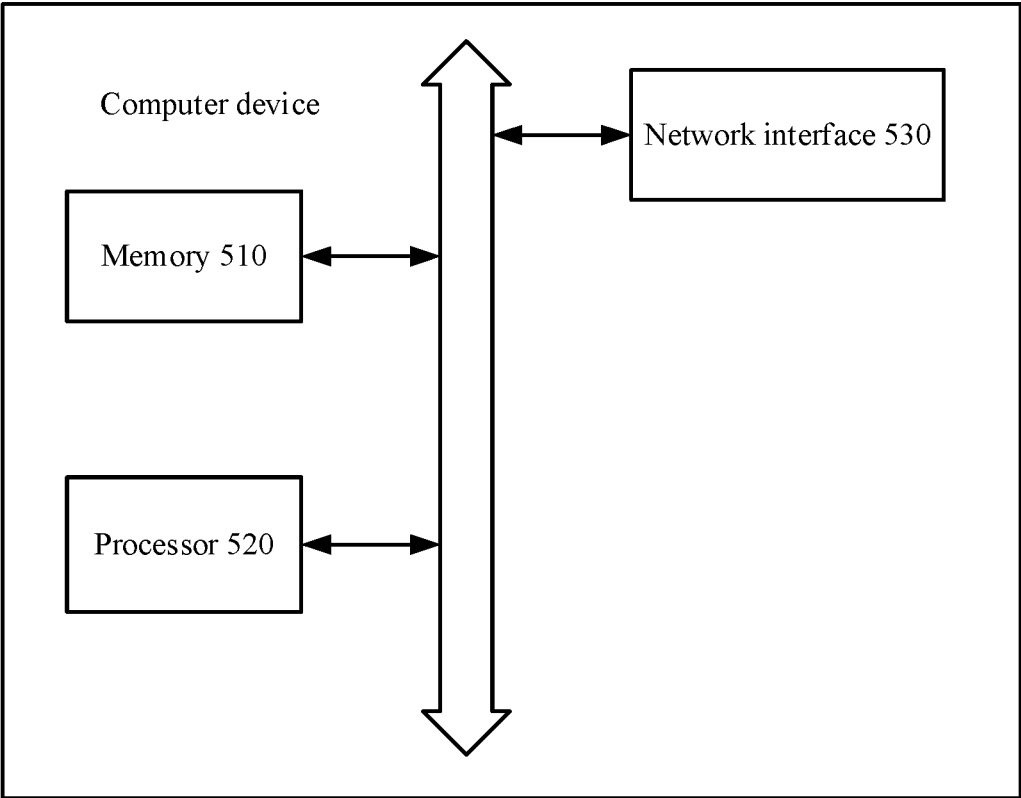 Computer device
Network interface 530
Memory 510
Processor 520